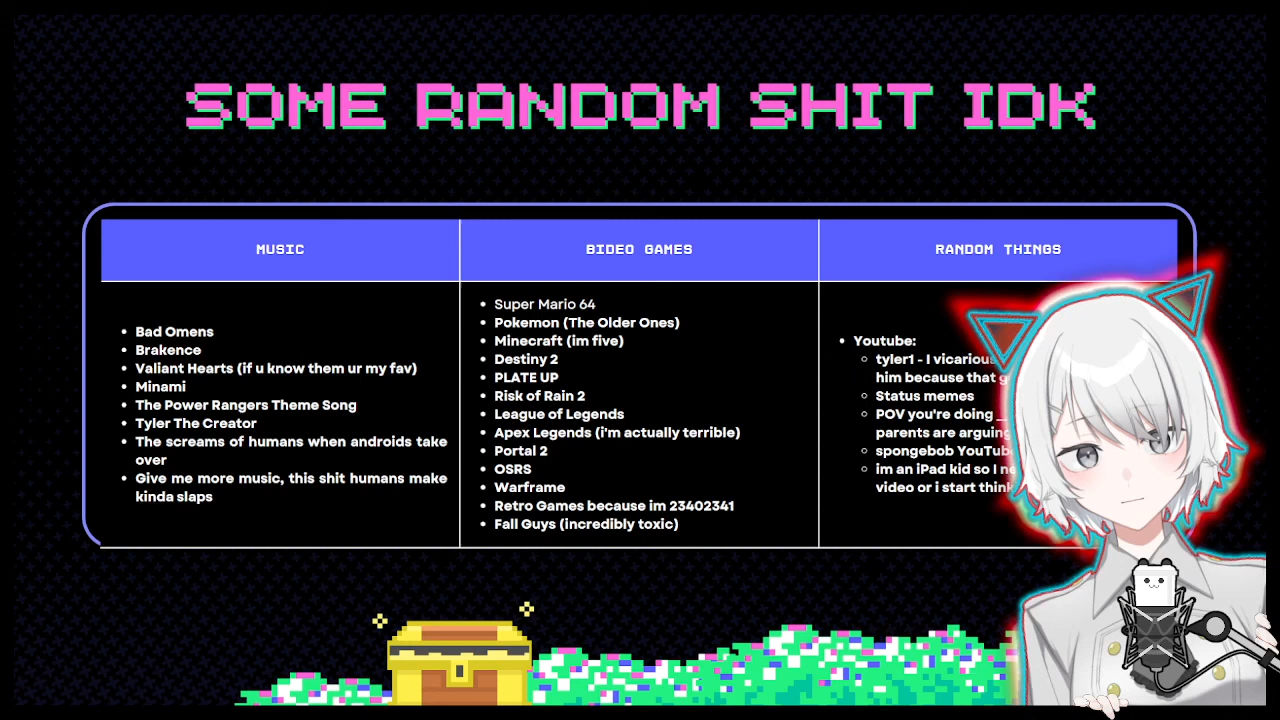 SOME RANDOM SHIT IDK
MUSIC
Bad Omens
Brakence
Valiant Hearts (if u know them ur my fav)
Minami
The Power Rangers Theme Song
Tyler The Creator
The screams of humans when androids take
over
Give me more music, this shit humans make
kinda slaps
BIDEO GAMES
Super Mario 64
Pokemon (The Older Ones)
Minecraft (im five)
Destiny 2
PLATE UP
Risk of Rain 2
League of Legends
Apex Legends (i'm actually terrible)
Portal 2
OSRS
Warframe
Retro Games because im 23402341
Fall Guys (incredibly toxic)
RANDOM THINGS
Youtube:
tyler1 - I
him because that
Status memes
POV you're doing
parents are
spongebob
im an iPad kid so I
video or i start